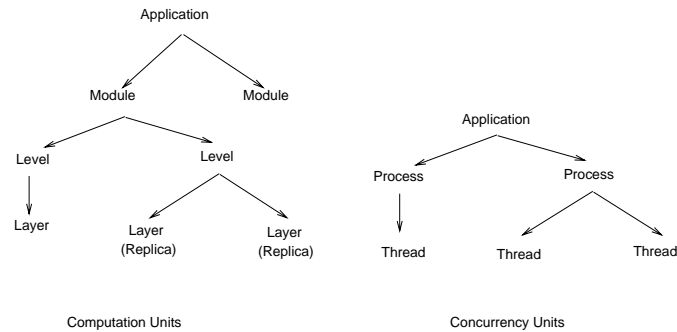 Application
Module
Module
Level
Level
Layer
Layer
(Replica)
Layer
(Replica)
Computation Units
Application
Process
Process
Thread
Thread
Thread
Concurrency Units